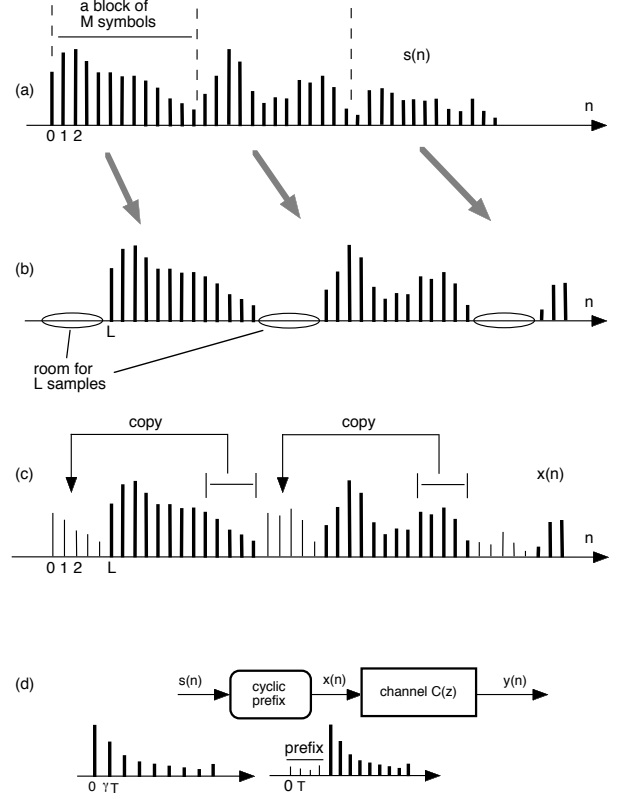 a block of
M symbols
s(n)
(a)
n
0 1 2
(b)
n
L
room for
L samples
copy
copy
(c)
x(n)
n
0 1 2
L
(d)
s(n)
cyclic
prefix
x(n)
channel C(z)
y(n)
prefix
0 γT
0 T